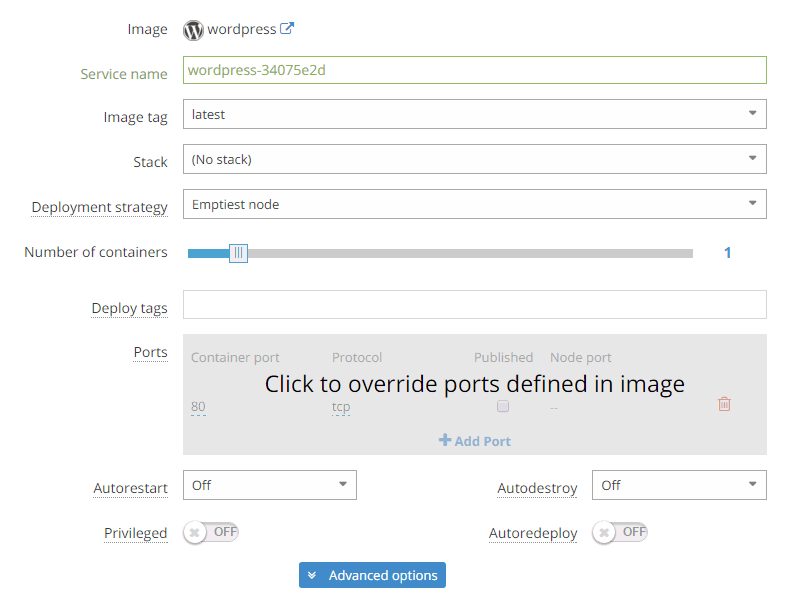 Image wordpress
Service name wordpress-34075e2d
Image tag latest
Stack (No stack)
Deployment strategy Emptiest node
Number of containers 1
Deploy tags
Ports Container port Protocol Published Node port
Click to override ports defined in image
80 tcp --
Add Port
Autorestart Off Autodestroy Off
Privileged OFF Autoredeploy OFF
Advanced options